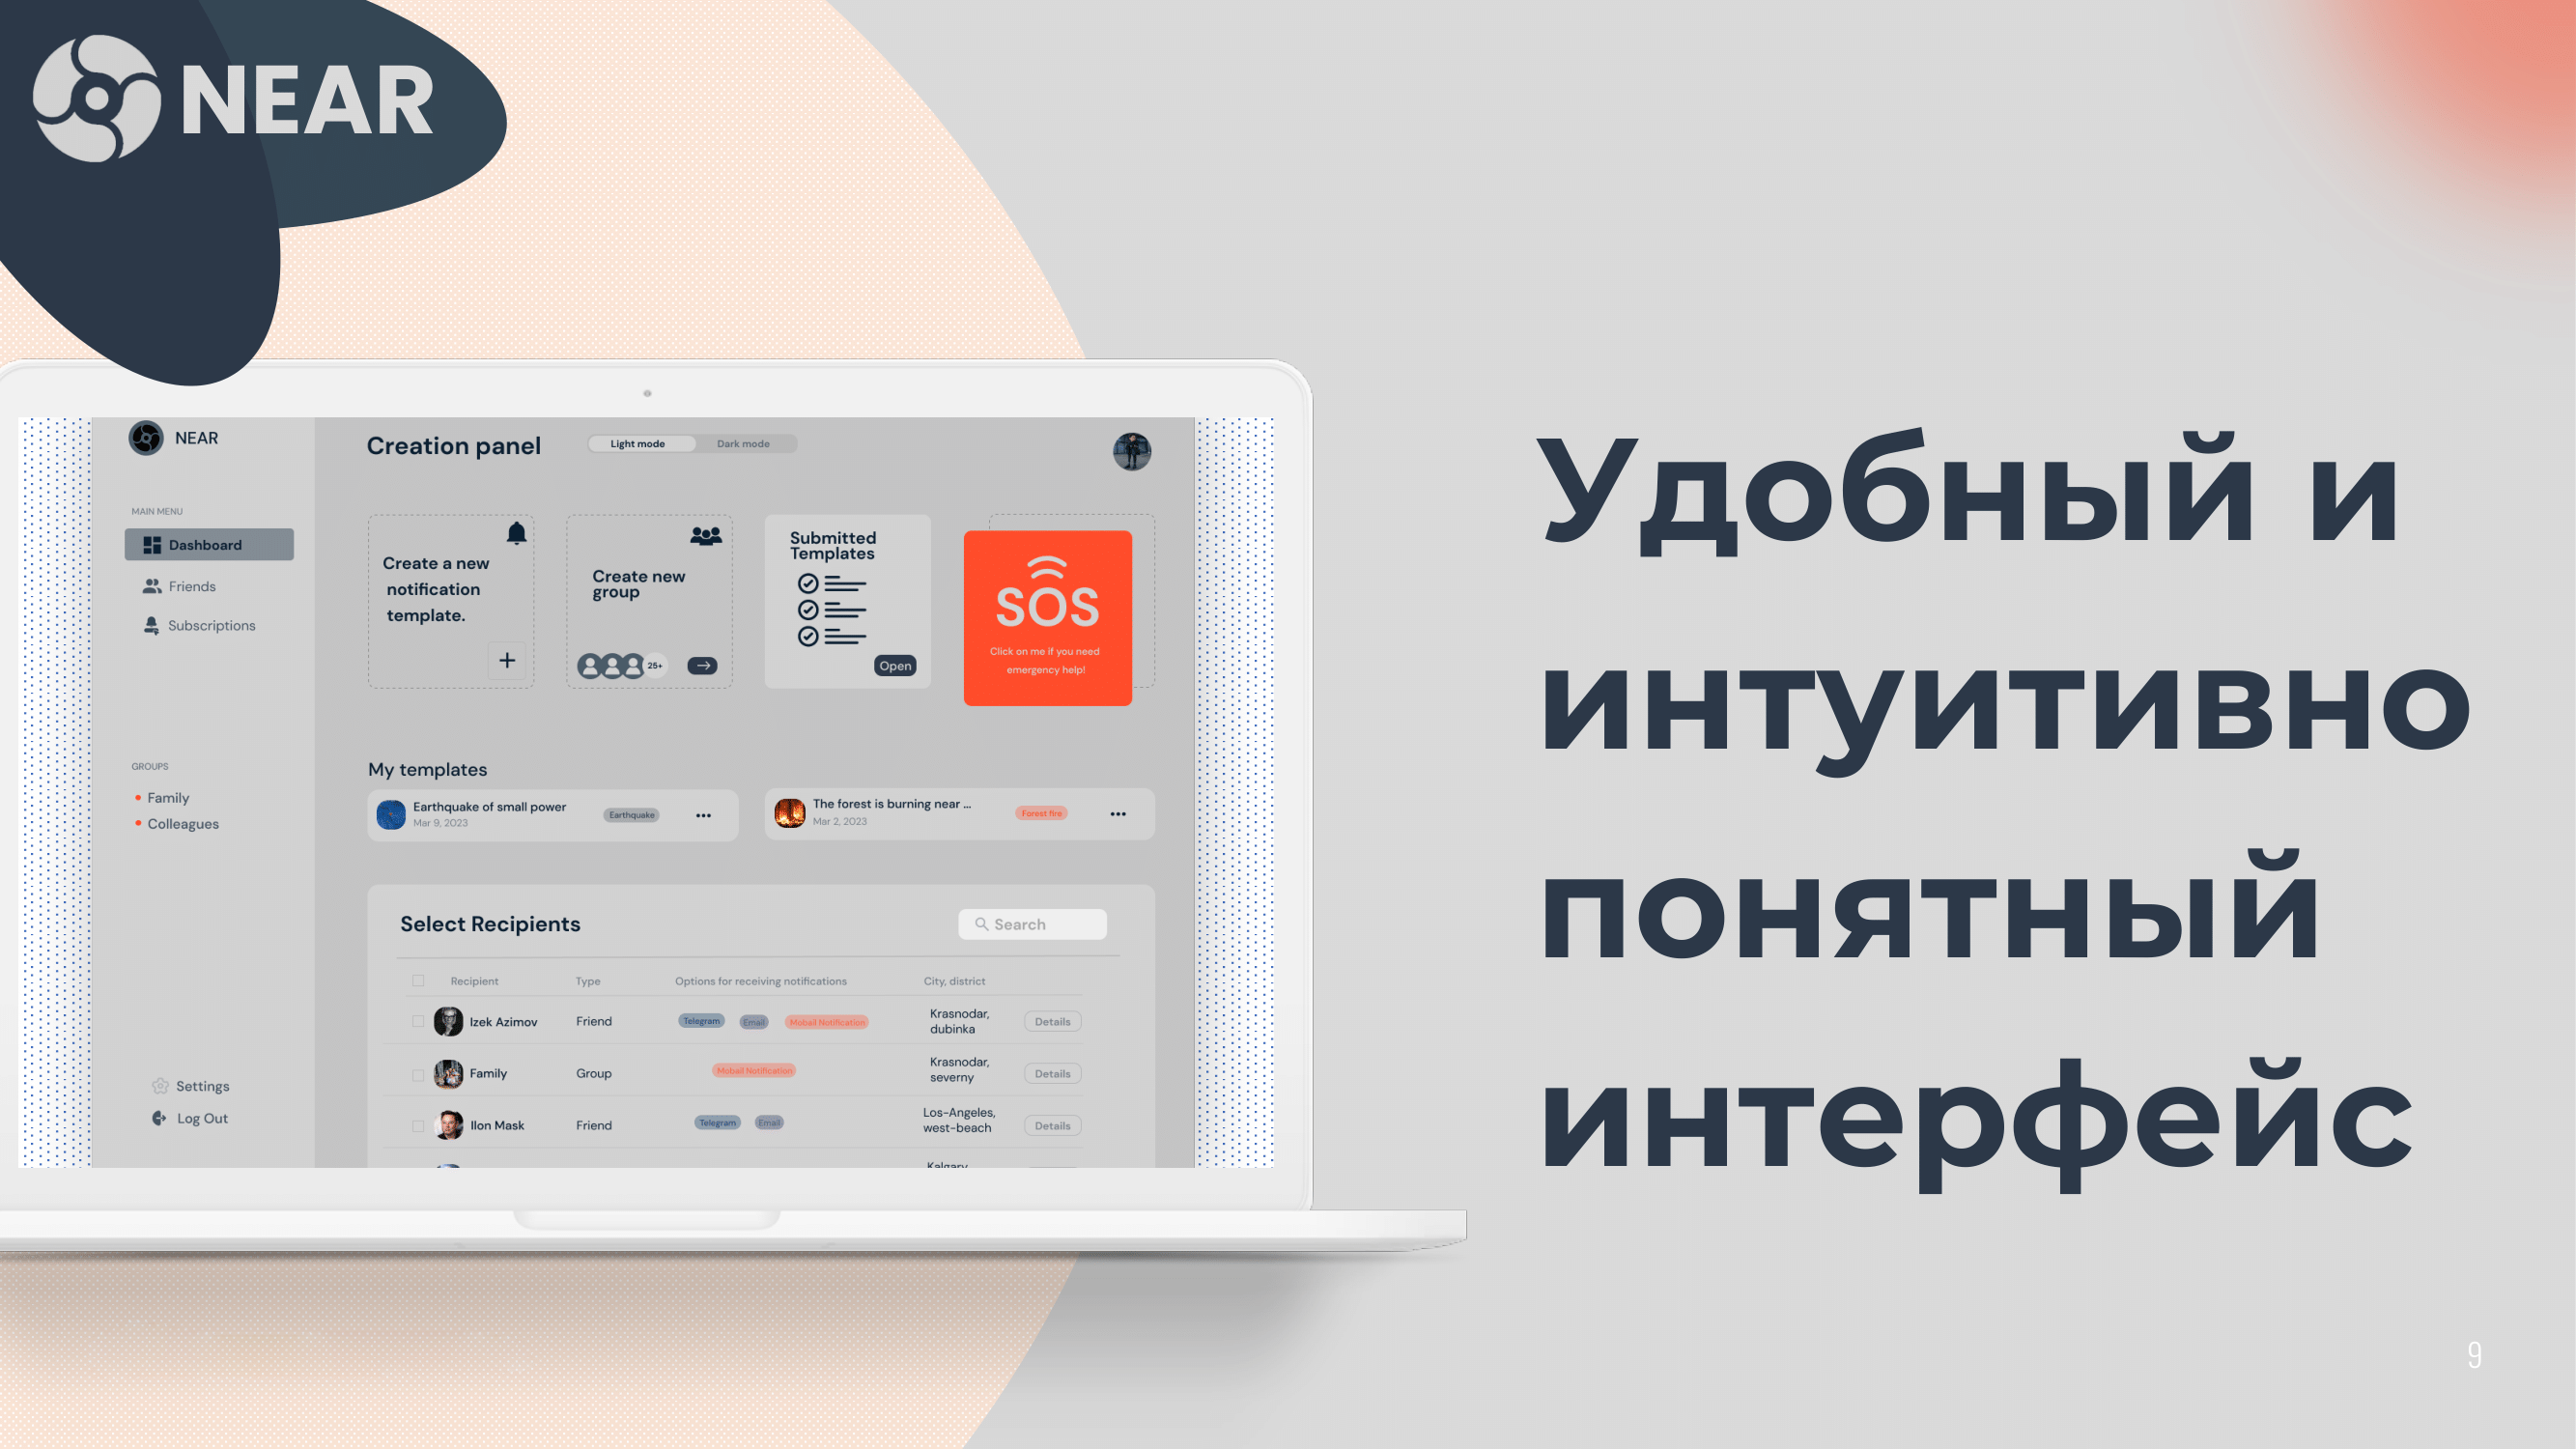 NEAR
Удобный и
интуитивно
понятный
интерфейс
NEAR
MAIN MENU
Dashboard
Friends
Subscriptions
GROUPS
Family
Colleagues
Settings
Log Out
Creation panel
Light mode
Dark mode
Create a new
notification
template.
Create new
group
25+
Submitted
Templates
Open
SOS
Click on me if you need
emergency help!
My templates
Earthquake of small power
Mar 9, 2023
Earthquake
The forest is burning near ...
Mar 2, 2023
Forest fire
Select Recipients
Search
Recipient Type Options for receiving notifications City, district
Izek Azimov Friend Telegram Email Mobail Notification Krasnodar,
dubinka
Details
Family Group Mobail Notification Krasnodar,
severny
Details
Ilon Mask Friend Telegram Email Los-Angeles,
west-beach
Details
Kalgary
9